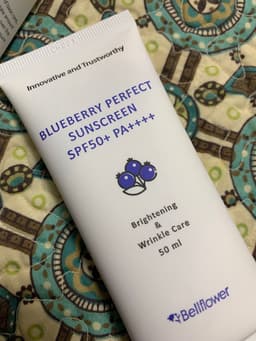 Innovative and Trustworthy
BLUEBERRY PERFECT
SUNSCREEN
SPF50+ PA++++
Brightening
&
Wrinkle Care
50 ml
Bellflower